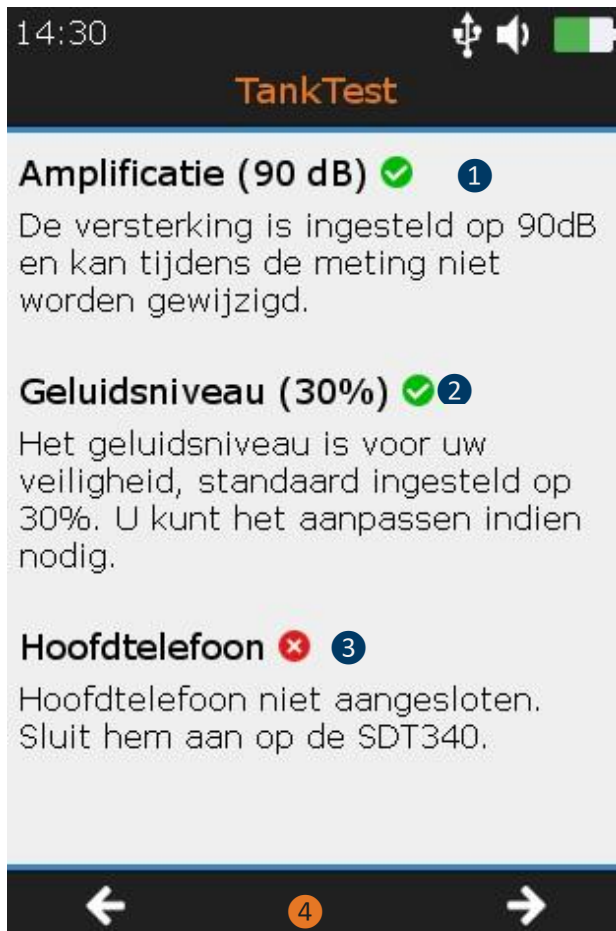 14:30
TankTest
Amplificatie (90 dB) 1
De versterking is ingesteld op 90dB
en kan tijdens de meting niet
worden gewijzigd.
Geluidsniveau (30%) 2
Het geluidsniveau is voor uw
veiligheid, standaard ingesteld op
30%. U kunt het aanpassen indien
nodig.
Hoofdtelefoon 3
Hoofdtelefoon niet aangesloten.
Sluit hem aan op de SDT340.
4